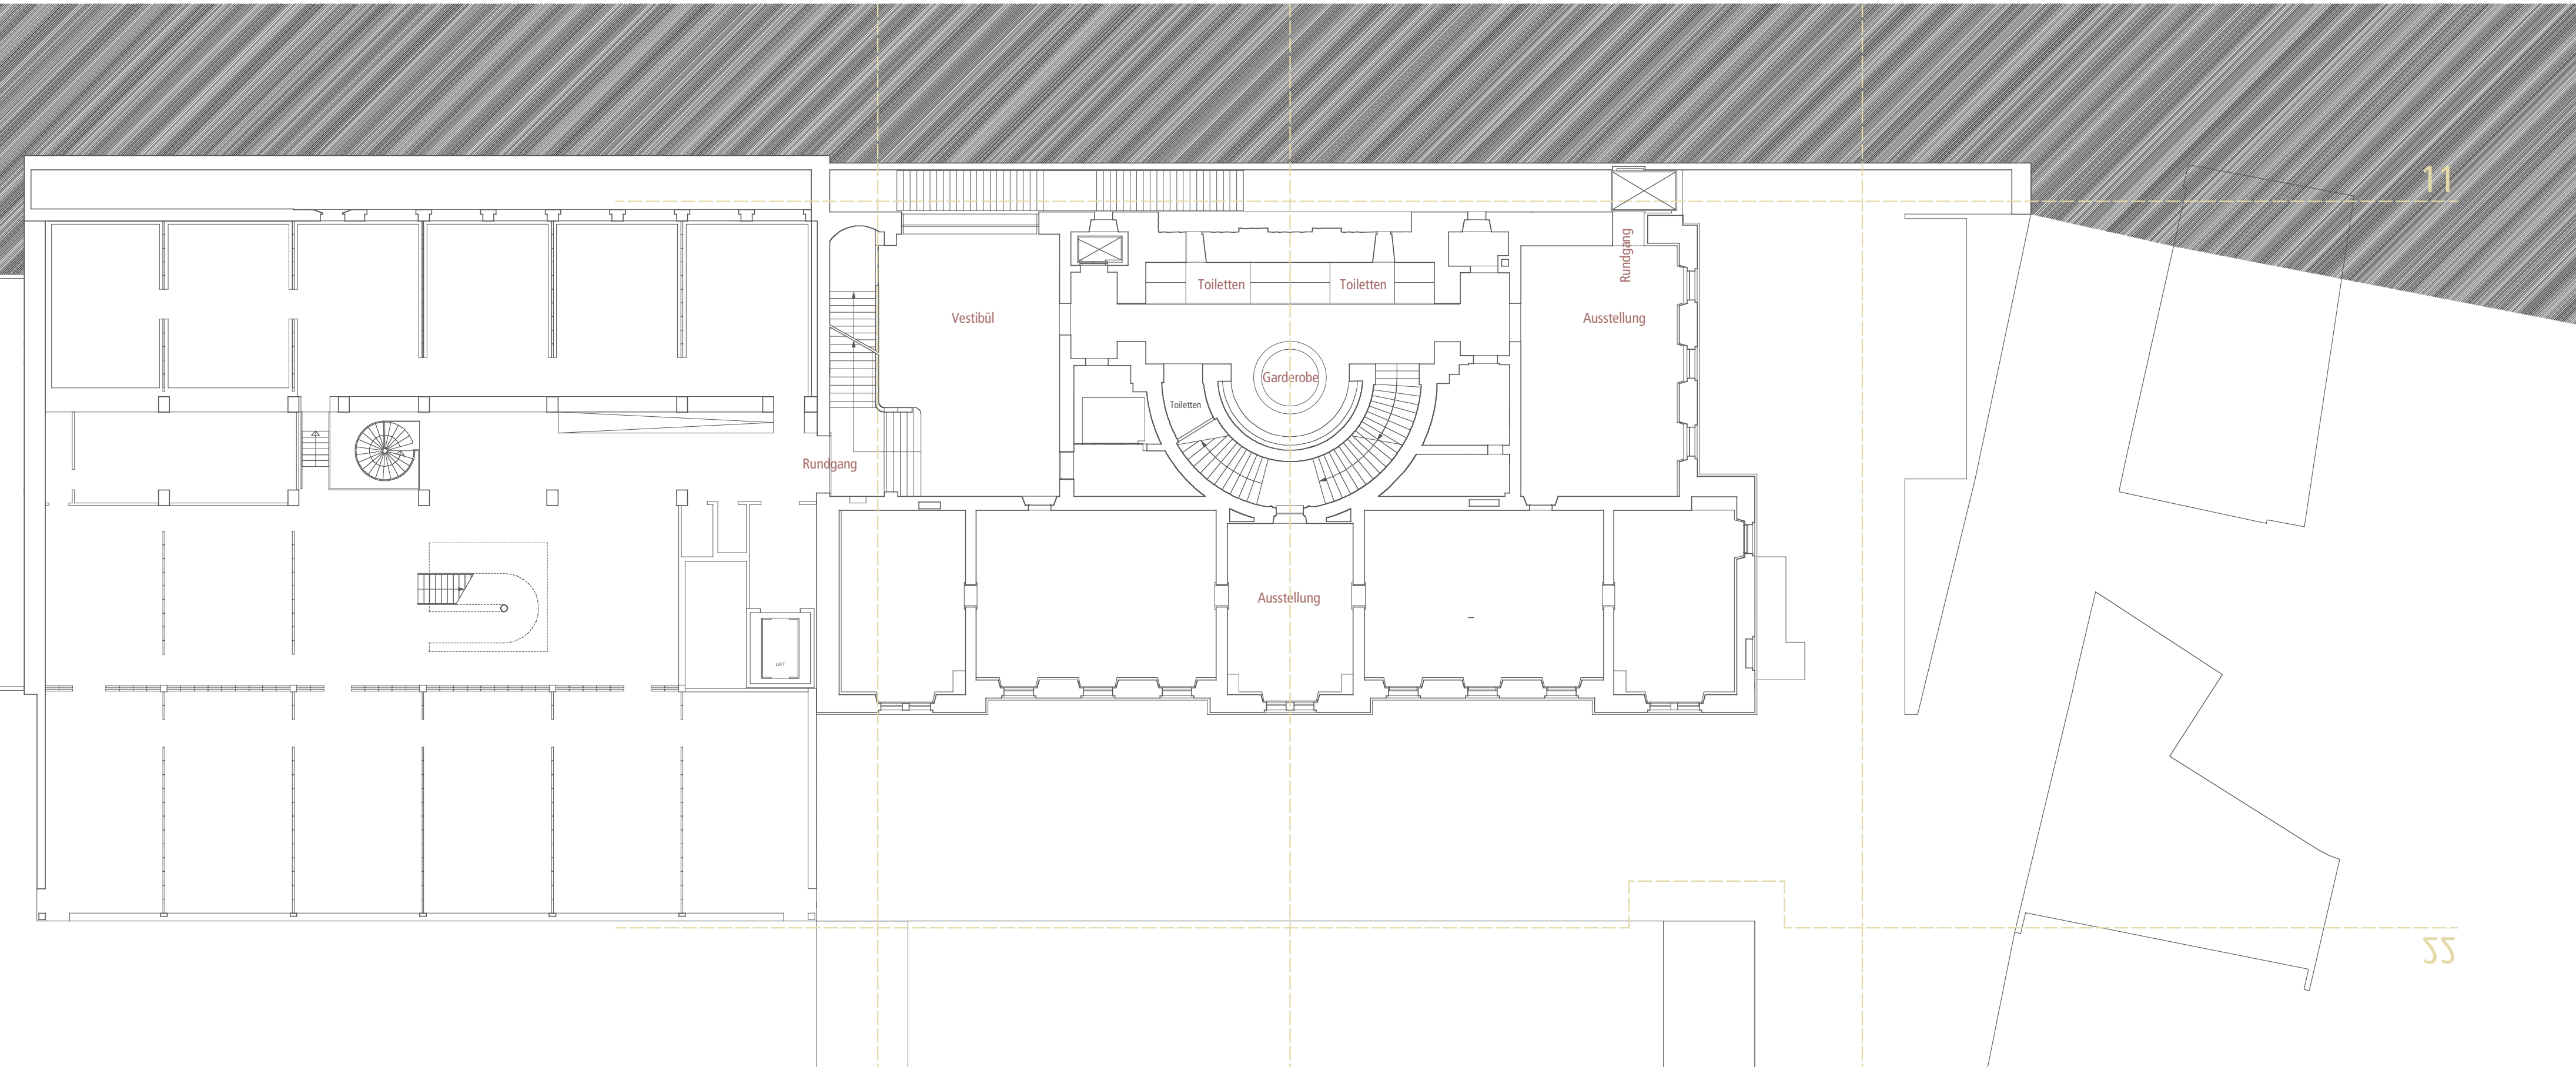 11
Rundgang
Toiletten
Toiletten
Vestibül
Ausstellung
Garderobe
Toiletten
Rundgang
Ausstellung
LIFT
22